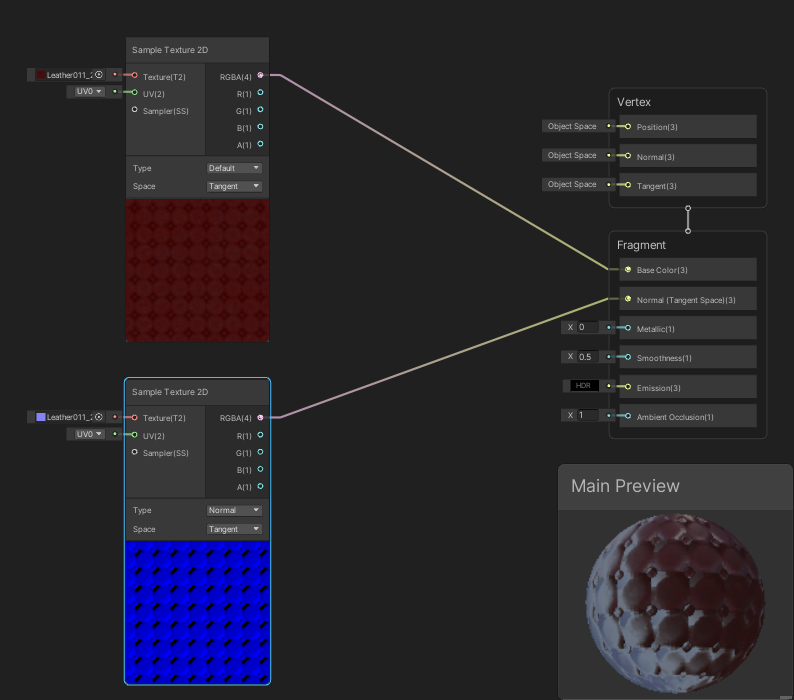 Sample Texture 2D
Leather011_: Texture(T2) RGBA(4)
UV0 UV(2) R(1)
Sampler(SS) G(1)
B(1)
A(1)
Type Default
Space Tangent
Sample Texture 2D
Leather011_: Texture(T2) RGBA(4)
UV0 UV(2) R(1)
Sampler(SS) G(1)
B(1)
A(1)
Type Normal
Space Tangent
Vertex
Object Space Position(3)
Object Space Normal(3)
Object Space Tangent(3)
Fragment
Base Color(3)
Normal (Tangent Space)(3)
X 0 Metallic(1)
X 0.5 Smoothness(1)
HDR Emission(3)
X 1 Ambient Occlusion(1)
Main Preview